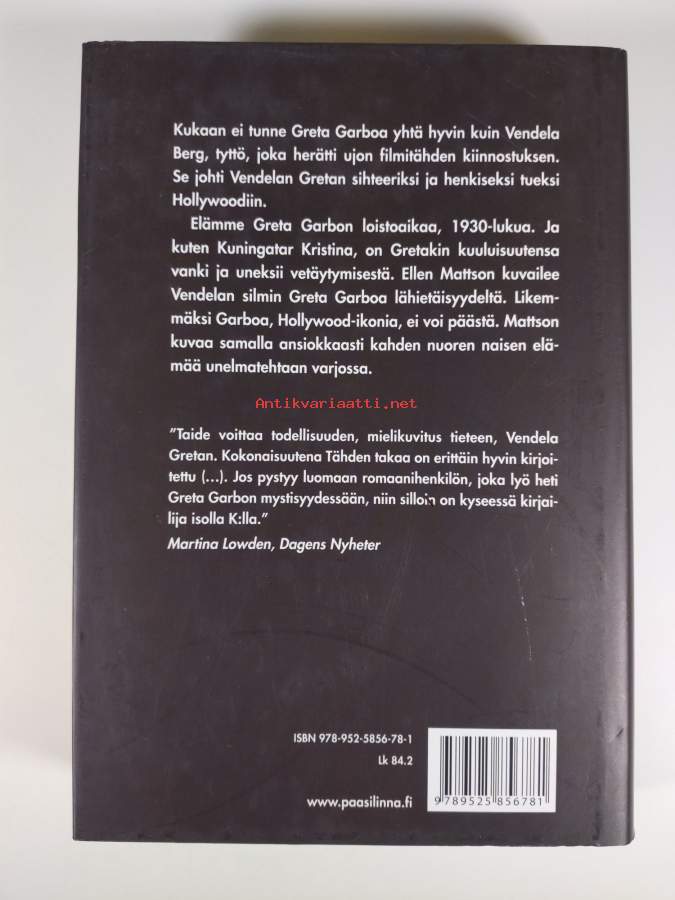 Kukaan ei tunne Greta Garboa yhtä hyvin kuin Vendela
Berg, tyttö, joka herätti ujon filmitähden kiinnostuksen.
Se johti Vendelan Gretan sihteeriksi ja henkiseksi tueksi
Hollywoodiin.
Elämme Greta Garbon loistoaikaa, 1930-lukua. Ja
kuten Kuningatar Kristina, on Gretakin kuuluisuutensa
vanki ja uneksii vetäytymisestä. Ellen Mattson kuvailee
Vendelan silmin Greta Garboa lähietäisyydeltä. Likem-
mäksi Garboa, Hollywood-ikonia, ei voi päästä. Mattson
kuvaa samalla ansiokkaasti kahden nuoren naisen elä-
mää unelmatehtaan varjossa.
Antikvariaatti.net
”Taide voittaa todellisuuden, mielikuvitus tieteen, Vendela
Gretan. Kokonaisuutena Tähden takaa on erittäin hyvin kirjoi-
tettu (...). Jos pystyy luomaan romaanihenkilön, joka lyö heti
Greta Garbon mystisyydessään, niin silloin on kyseessä kirjai-
lija isolla K:lla.”
Martina Lowden, Dagens Nyheter
ISBN 978-952-5856-78-1
Lk 84.2
www.paasilinna.fi
9789525856781